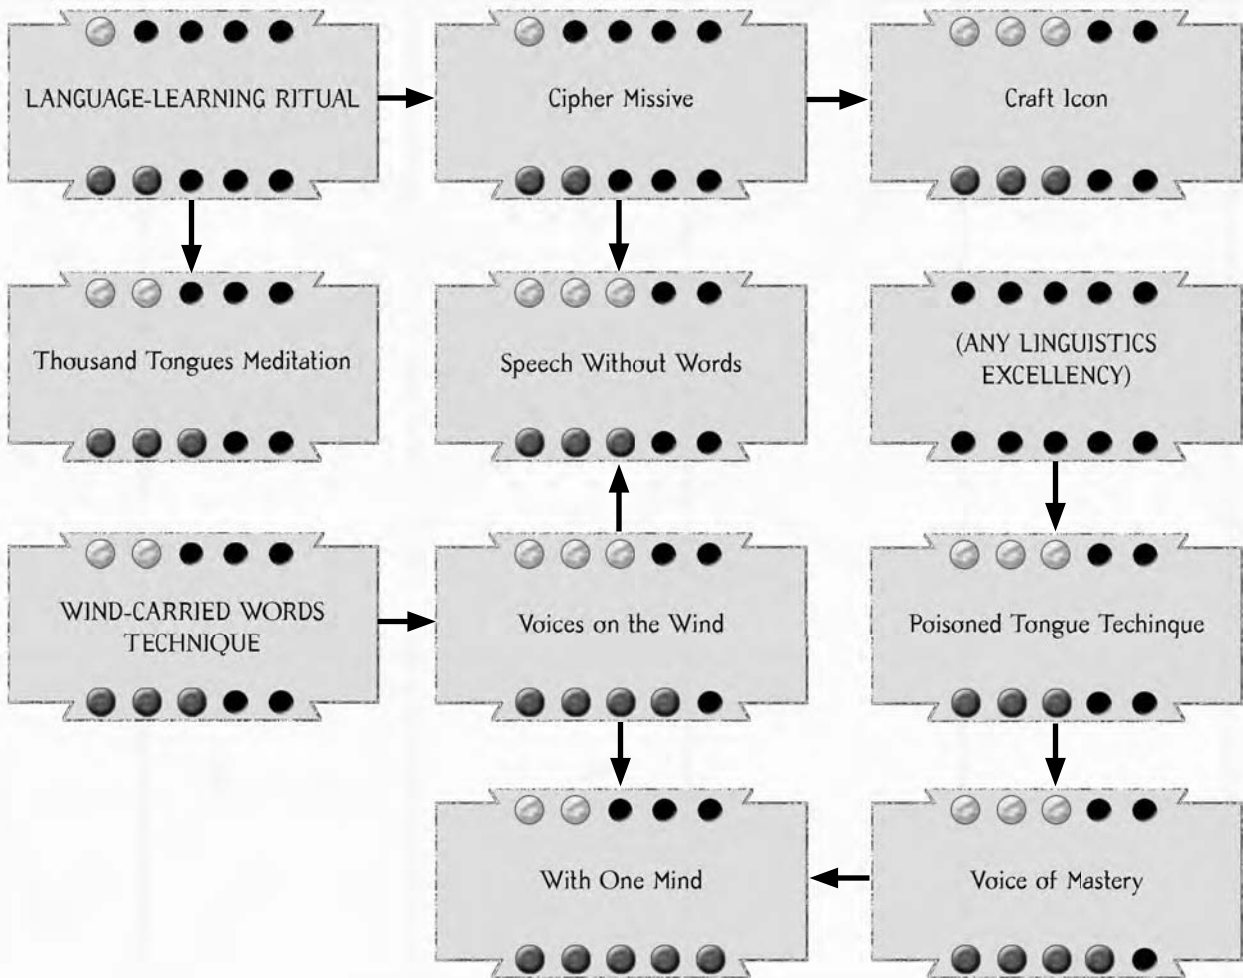 LANGUAGE-LEARNING RITUAL
Cipher Missive
Craft Icon
Thousand Tongues Meditation
Speech Without Words
(ANY LINGUISTICS
EXCELLENCY)
WIND-CARRIED WORDS
TECHNIQUE
Voices on the Wind
Poisoned Tongue Techinque
With One Mind
Voice of Mastery